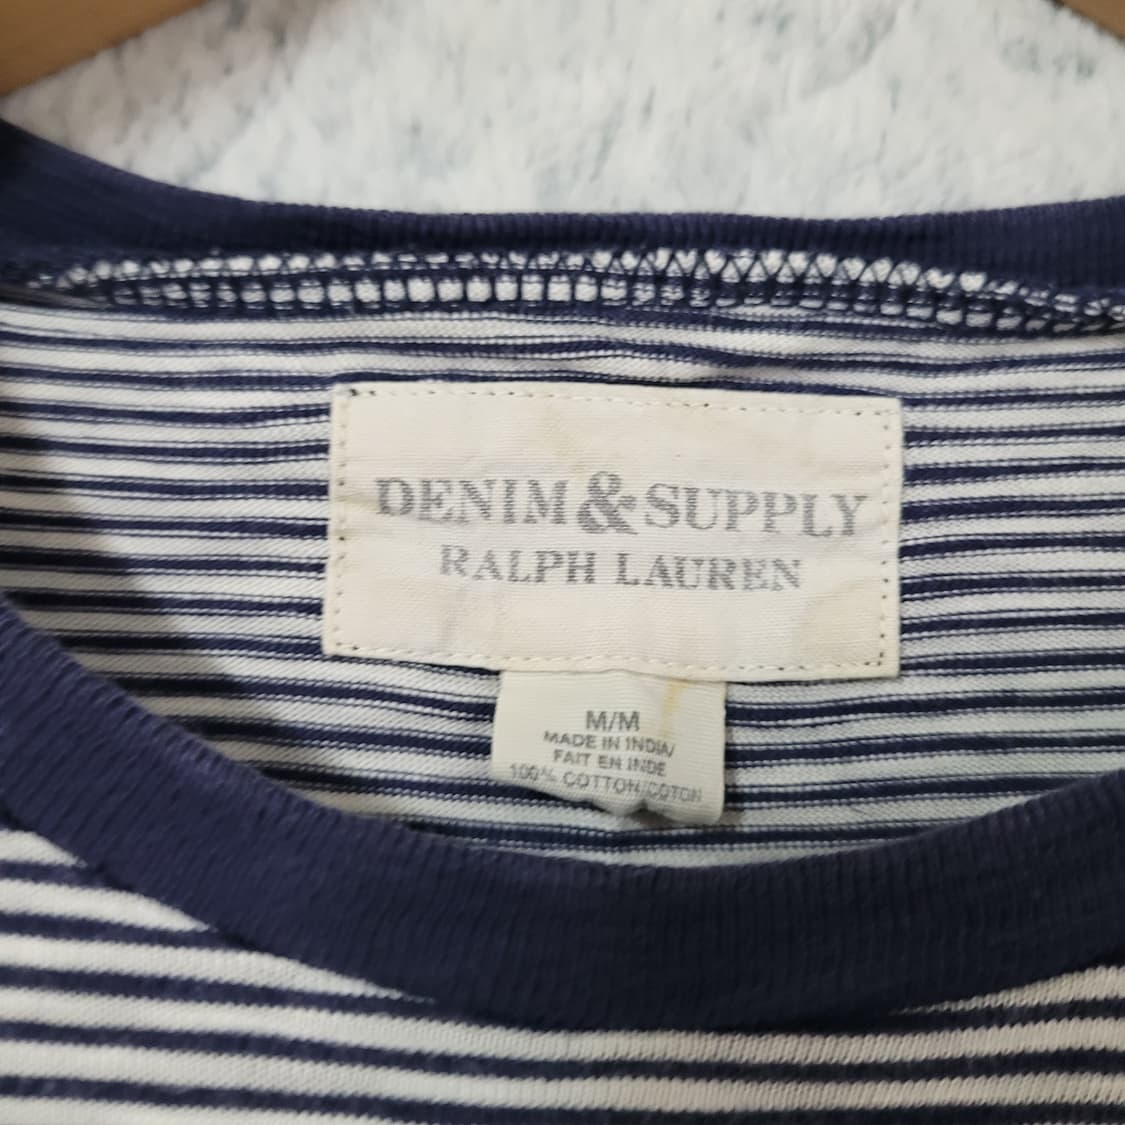 DENIM & SUPPLY
RALPH LAUREN
M/M
MADE IN INDIA/
FAIT EN INDE
100% COTTON/COTON